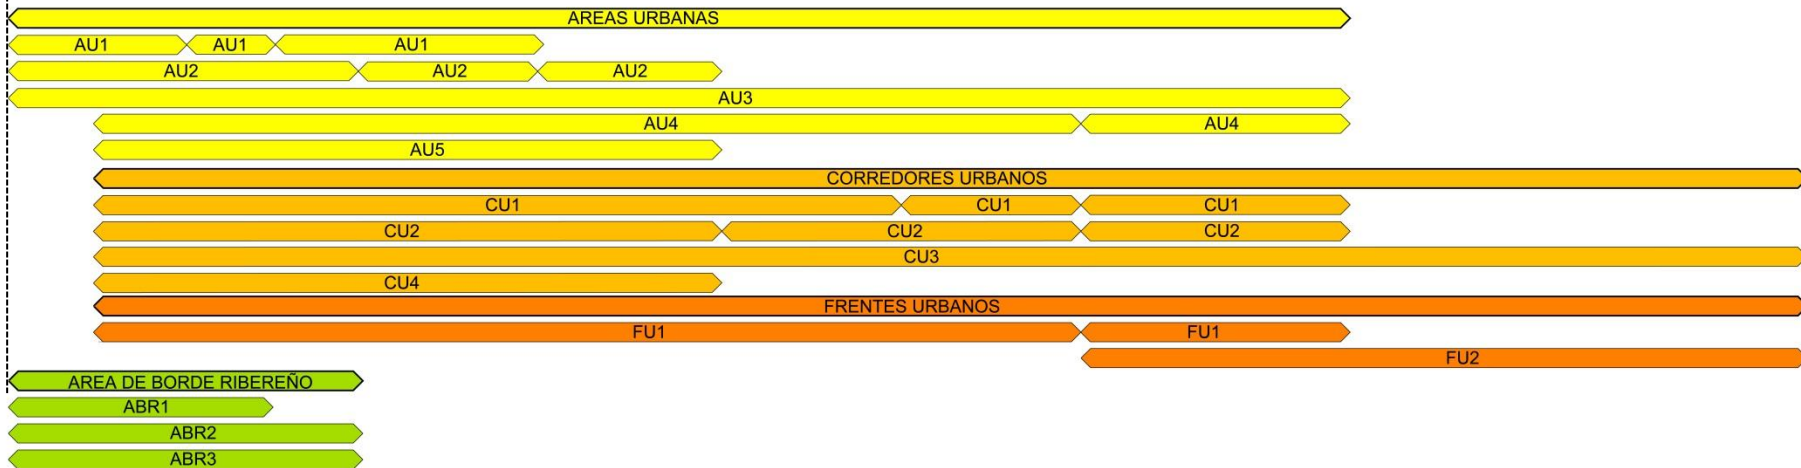 AREAS URBANAS
AU1 AU1 AU1
AU2 AU2 AU2
AU3
AU4 AU4
AU5
CORREDORES URBANOS
CU1 CU1 CU1
CU2 CU2 CU2
CU3
CU4
FRENTES URBANOS
FU1 FU1
FU2
AREA DE BORDE RIBEREÑO
ABR1
ABR2
ABR3